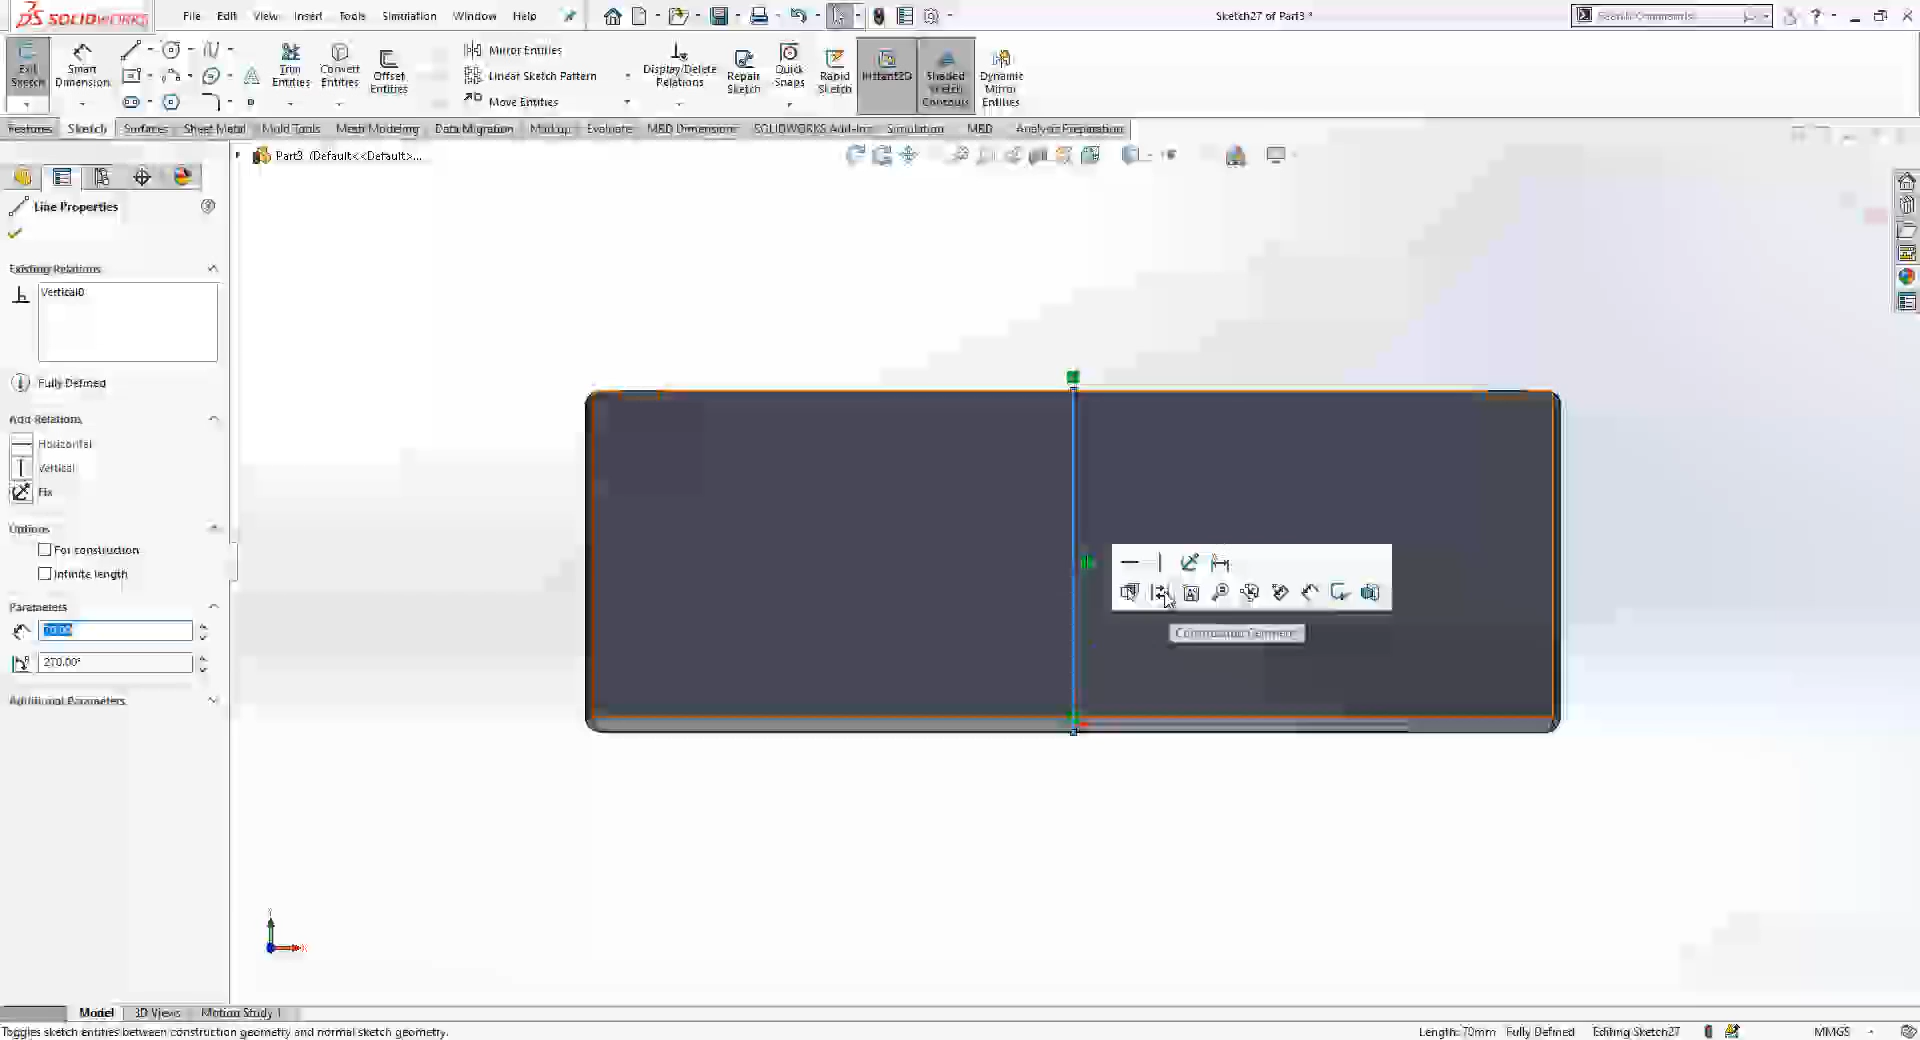 SOLIDWORKS
File Edit View Insert Tools Simulation Window Help
Sketch27 of Part3 *
Search Commands
Exit Sketch
Smart Dimension
Trim Entities
Convert Entities
Offset Entities
Mirror Entities
Linear Sketch Pattern
Move Entities
Display/Delete Relations
Repair Sketch
Quick Snaps
Rapid Sketch
Instant2D
Shaded Sketch Contours
Dynamic Mirror Entities
Features Sketch Surfaces Sheet Metal Mold Tools Mesh Modeling Data Migration Markup Evaluate MBD Dimensions SOLIDWORKS Add-Ins Simulation MBD Analysis Preparation
Part3 (Default<<Default>...
Line Properties
Existing Relations
Vertical0
Fully Defined
Add Relations
Horizontal
Vertical
Fix
Options
For construction
Infinite length
Parameters
70.00
270.00°
Additional Parameters
Construction Geometry
Y
X
Model 3D Views Motion Study 1
Toggles sketch entities between construction geometry and normal sketch geometry.
Length: 70mm Fully Defined Editing Sketch27 MMGS